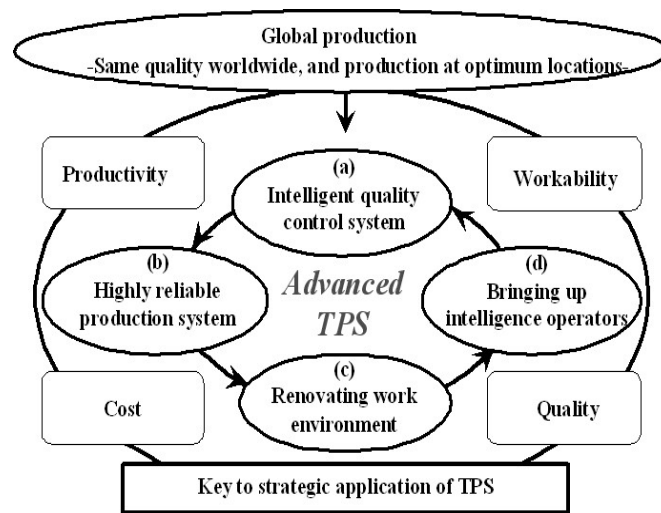 Global production
-Same quality worldwide, and production at optimum locations-
Productivity
Workability
(a)
Intelligent quality
control system
(b)
Highly reliable
production system
Advanced
TPS
(d)
Bringing up
intelligence operators
(c)
Renovating work
environment
Cost
Quality
Key to strategic application of TPS